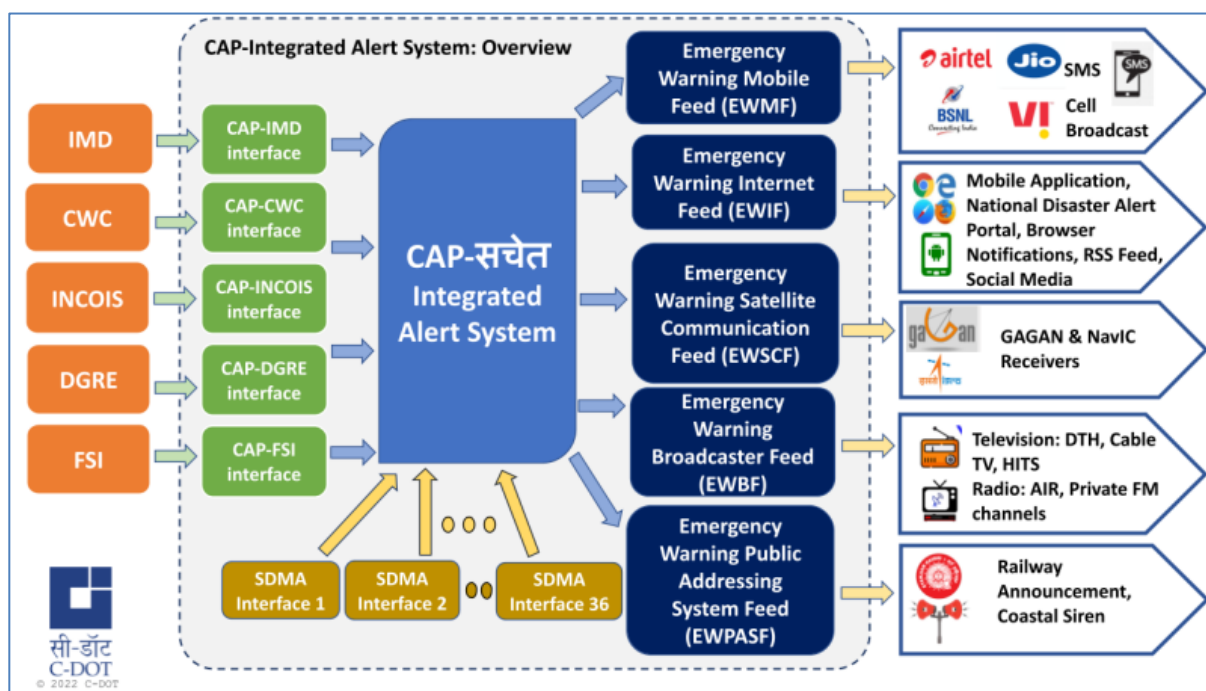 CAP-Integrated Alert System: Overview
IMD
CWC
INCOIS
DGRE
FSI
CAP-IMD
interface
CAP-CWC
interface
CAP-INCOIS
interface
CAP-DGRE
interface
CAP-FSI
interface
CAP-सचेत
Integrated
Alert System
SDMA
Interface 1
SDMA
Interface 2
SDMA
Interface 36
Emergency
Warning Mobile
Feed (EWMF)
Emergency
Warning Internet
Feed (EWIF)
Emergency
Warning Satellite
Communication
Feed (EWSCF)
Emergency
Warning
Broadcaster Feed
(EWBF)
Emergency
Warning Public
Addressing
System Feed
(EWPASF)
airtel
Jio
SMS
SMS
BSNL
Connecting India
VI
Cell
Broadcast
Mobile Application,
National Disaster Alert
Portal, Browser
Notifications, RSS Feed,
Social Media
gaGan
GAGAN & NavIC
Receivers
Television: DTH, Cable
TV, HITS
Radio: AIR, Private FM
channels
Railway
Announcement,
Coastal Siren
सी-डॉट
C-DOT
© 2022 C-DOT